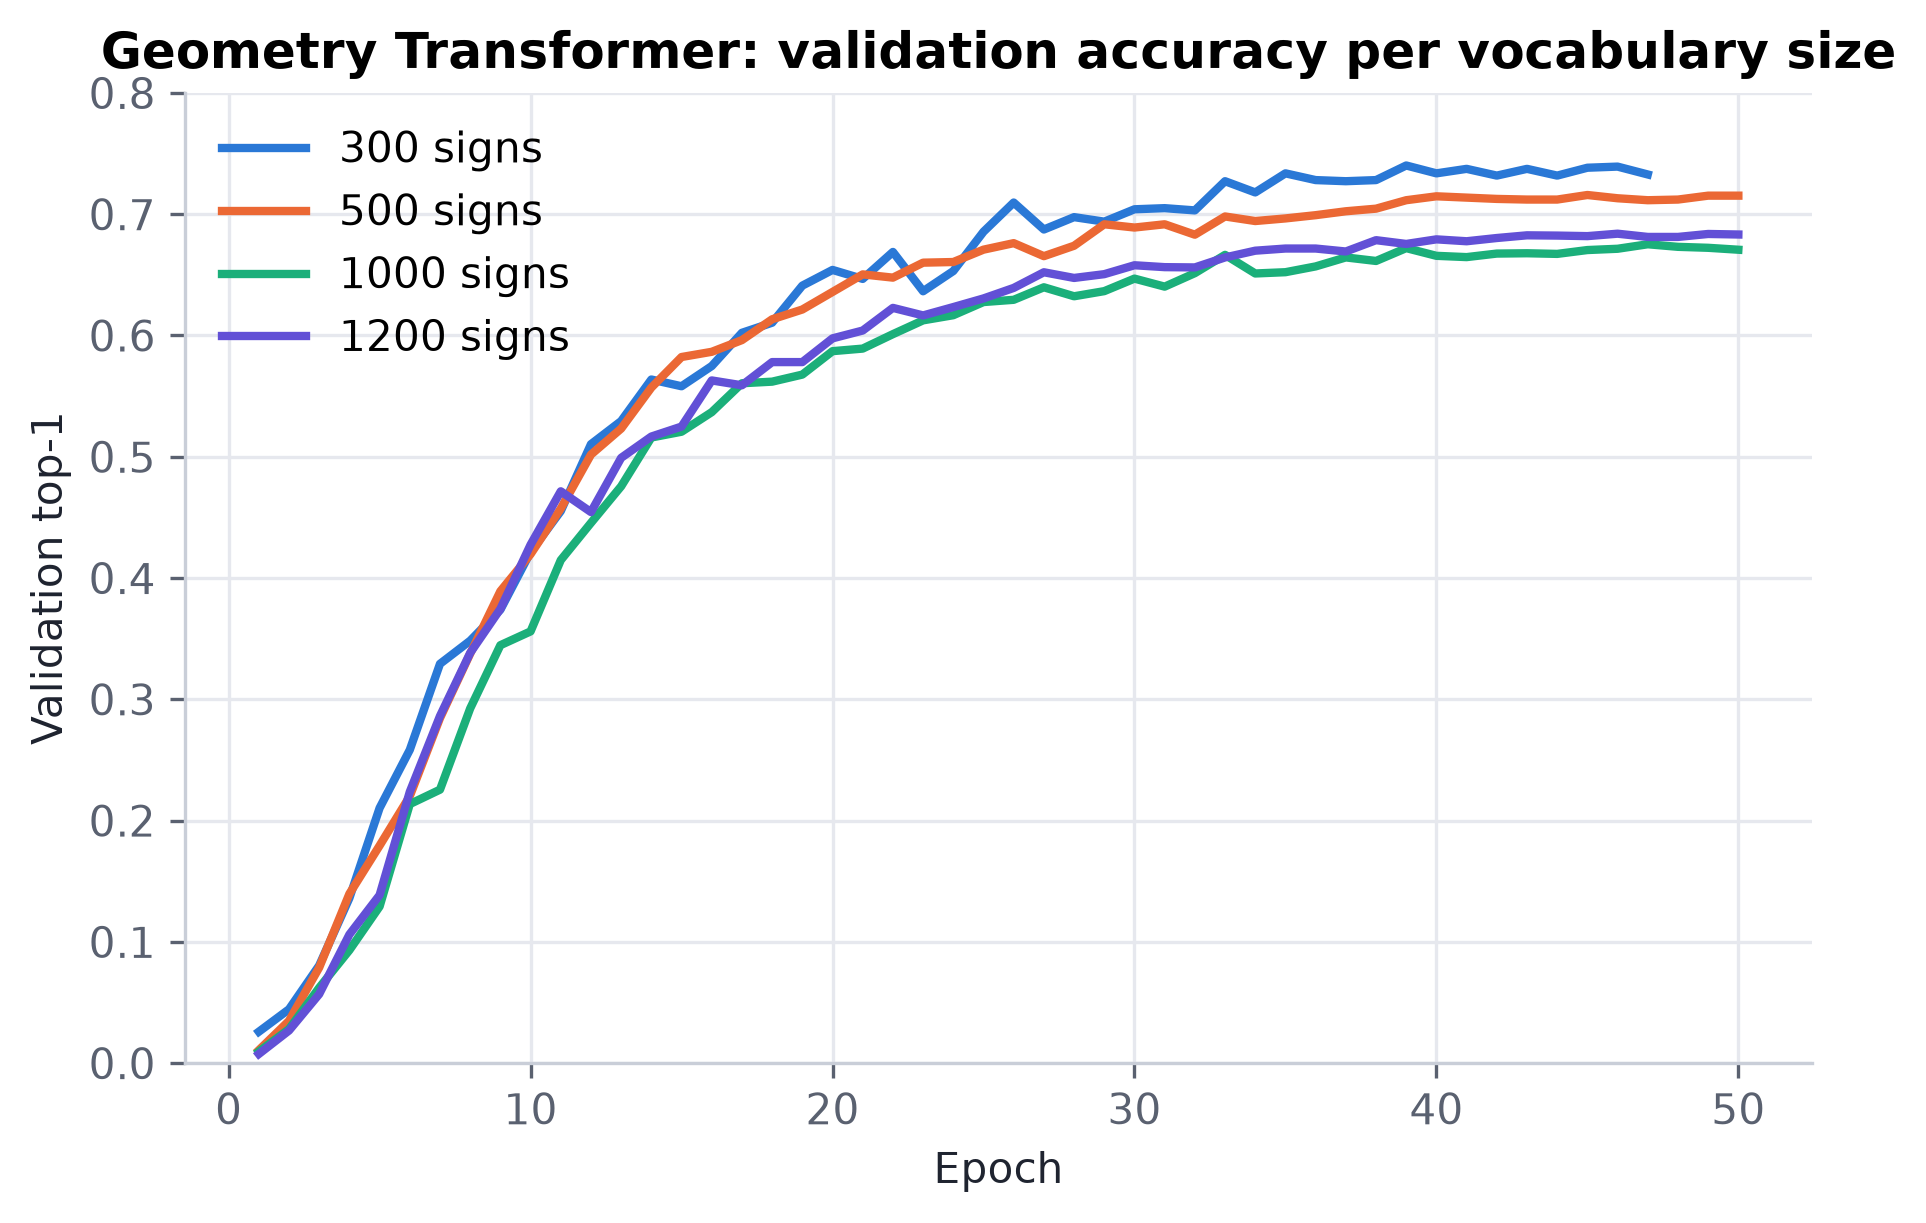 Geometry Transformer: validation accuracy per vocabulary size
0.8
0.7
0.6
0.5
0.4
0.3
0.2
0.1
0.0
Validation top-1
300 signs
500 signs
1000 signs
1200 signs
0 10 20 30 40 50
Epoch